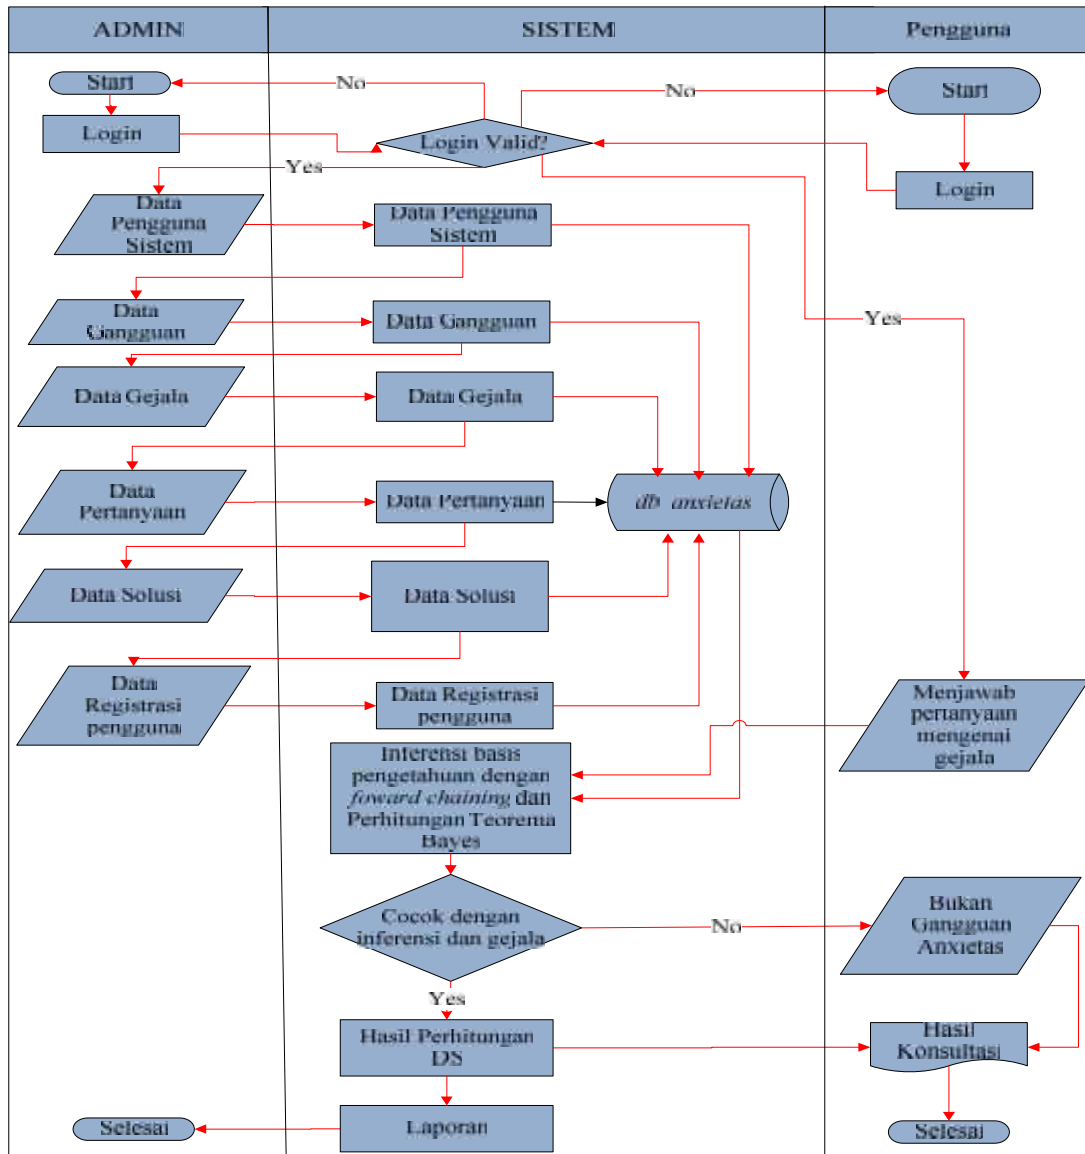 ADMIN
SISTEM
Pengguna
Start
No
No
Start
Login
Login Valid?
Yes
Login
Data
Pengguna
Sistem
Data Pengguna
Sistem
Data
Gangguan
Data Gangguan
Yes
Data Gejala
Data Gejala
Data
Pertanyaan
Data Pertanyaan
db_anxietas
Data Solusi
Data Solusi
Data
Registrasi
pengguna
Data Registrasi
pengguna
Menjawab
pertanyaan
mengenai
gejala
Inferensi basis
pengetahuan dengan
foward chaining dan
Perhitungan Teorema
Bayes
Cocok dengan
inferensi dan gejala
No
Bukan
Gangguan
Anxietas
Yes
Hasil Perhitungan
DS
Hasil
Konsultasi
Selesai
Laporan
Selesai